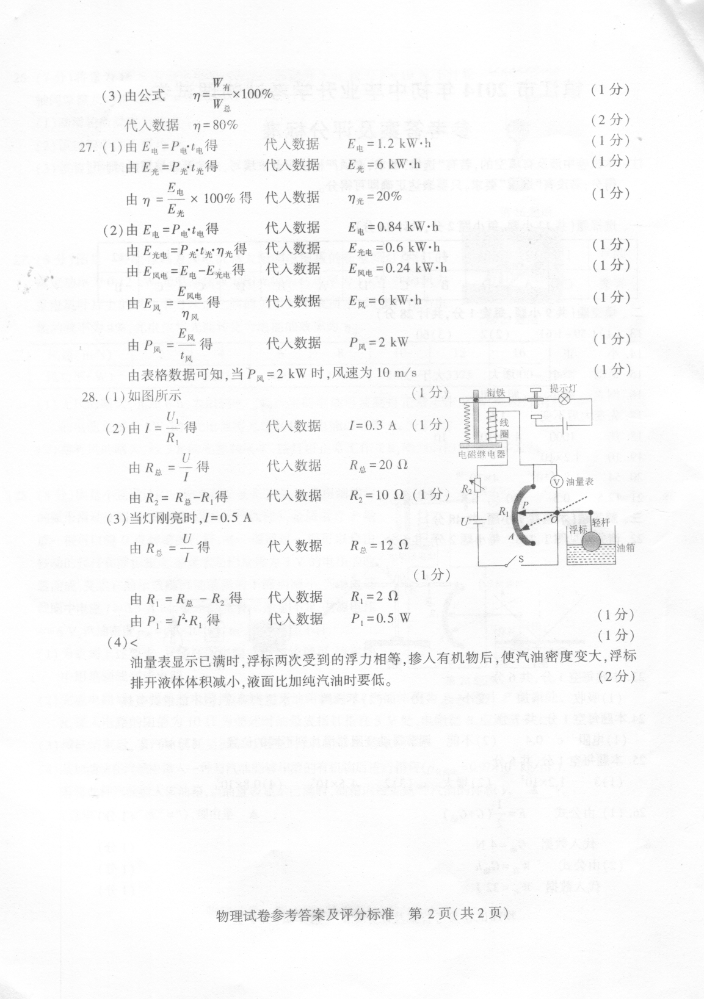 (3)由公式 η=W有/W总×100% (1分)
代入数据 η=80% (2分)
27.(1)由 E电=P电·t电得 代入数据 E电=1.2 kW·h (1分)
由 E光=P光·t光得 代入数据 E光=6 kW·h (1分)
由 η=E电/E光×100% 得 代入数据 η光=20% (1分)
(2)由 E电=P电·t电得 代入数据 E电=0.84 kW·h
由 E光电=P光·t光·η光得 代入数据 E光电=0.6 kW·h (1分)
由 E风电=E电-E光电得 代入数据 E风电=0.24 kW·h (1分)
由 E风=E风电/η风 得 代入数据 E风=6 kW·h (1分)
由 P风=E风/t风 得 代入数据 P风=2 kW (1分)
由表格数据可知,当 P风=2 kW 时,风速为 10 m/s (1分)
28.(1)如图所示 (1分)
(2)由 I=U₁/R₁ 得 代入数据 I=0.3 A (1分)
由 R总=U/I 得 代入数据 R总=20 Ω
由 R₂=R总-R₁得 代入数据 R₂=10 Ω (1分)
(3)当灯刚亮时,I=0.5 A
由 R总=U/I 得 代入数据 R总=12 Ω
(1分)
由 R₁=R总-R₂ 得 代入数据 R₁=2 Ω
由 P₁=I²·R₁ 得 代入数据 P₁=0.5 W (1分)
(4)< (1分)
油量表显示已满时,浮标两次受到的浮力相等,掺入有机物后,使汽油密度变大,浮标
排开液体体积减小,液面比加纯汽油时要低。 (2分)
衔铁
提示灯
线
圈
电磁继电器
R₂
V
油量表
R₁
P
O
U
A
轻杆
浮标
油箱
S
物理试卷参考答案及评分标准 第 2 页(共 2 页)